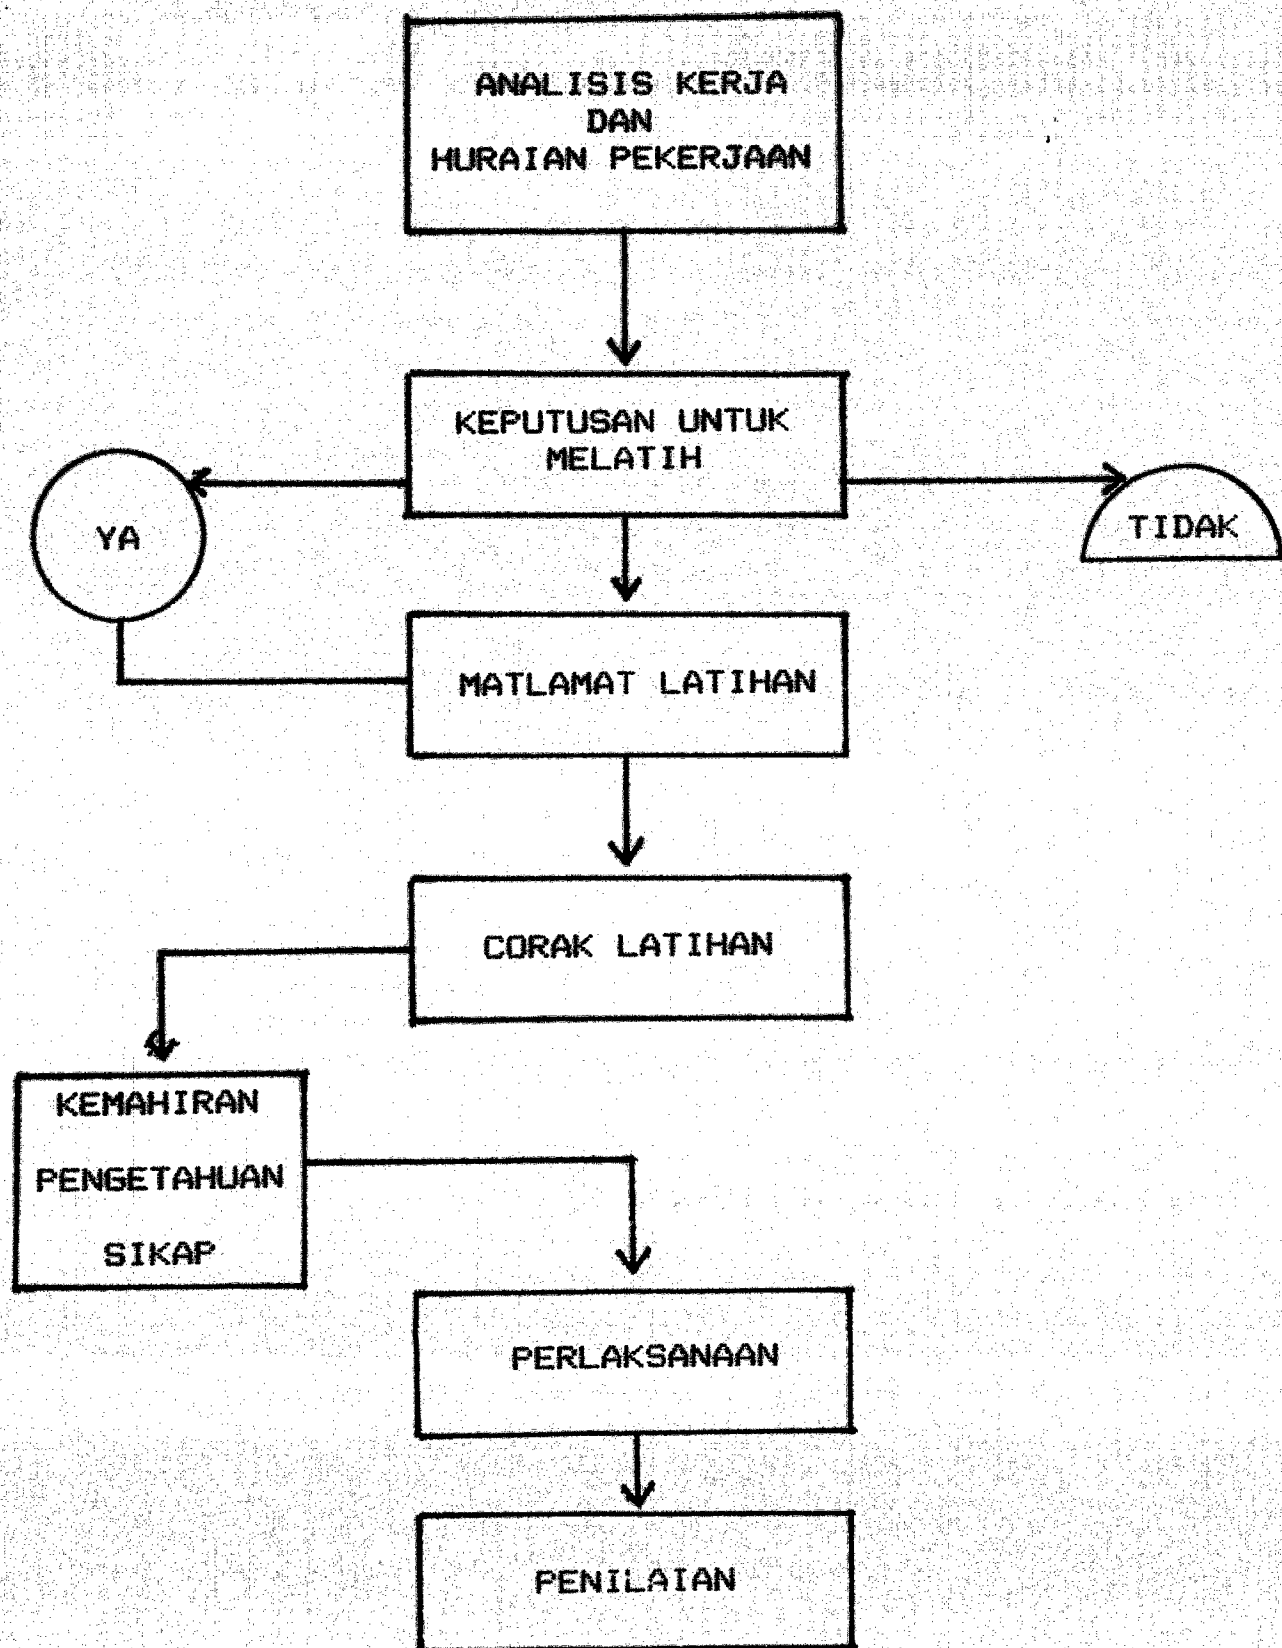 ANALISIS KERJA
DAN
HURAIAN PEKERJAAN
KEPUTUSAN UNTUK
MELATIH
YA
TIDAK
MATLAMAT LATIHAN
CORAK LATIHAN
KEMAHIRAN
PENGETAHUAN
SIKAP
PERLAKSANAAN
PENILAIAN